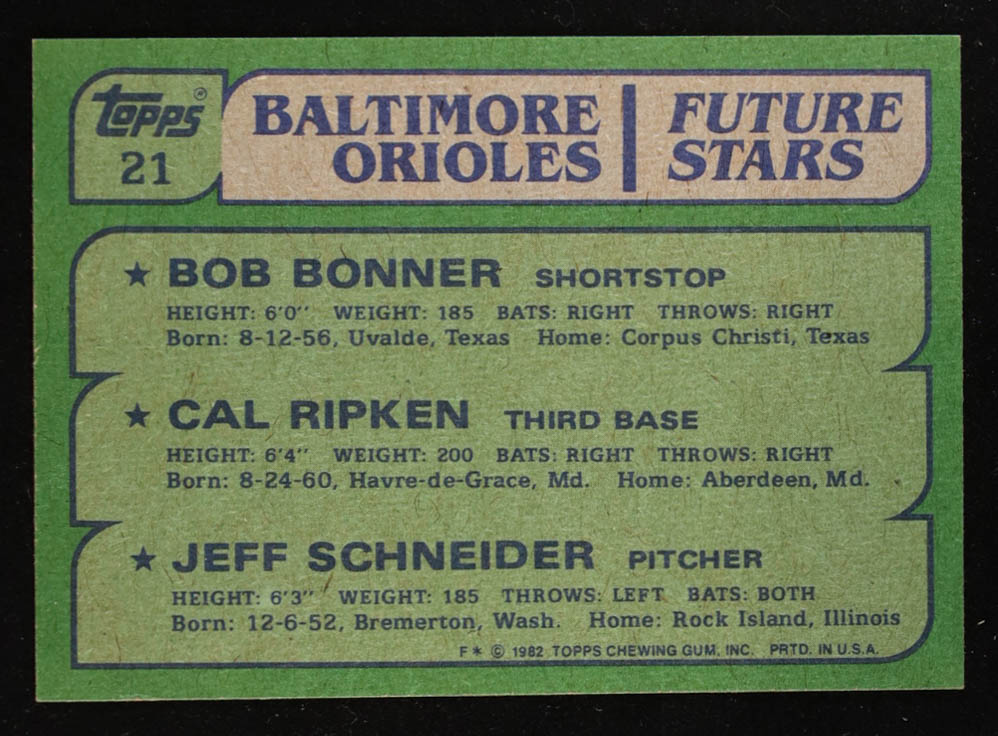 Topps®
21
BALTIMORE ORIOLES
FUTURE STARS
★ BOB BONNER SHORTSTOP
HEIGHT: 6'0" WEIGHT: 185 BATS: RIGHT THROWS: RIGHT
Born: 8-12-56, Uvalde, Texas Home: Corpus Christi, Texas
★ CAL RIPKEN THIRD BASE
HEIGHT: 6'4" WEIGHT: 200 BATS: RIGHT THROWS: RIGHT
Born: 8-24-60, Havre-de-Grace, Md. Home: Aberdeen, Md.
★ JEFF SCHNEIDER PITCHER
HEIGHT: 6'3" WEIGHT: 185 THROWS: LEFT BATS: BOTH
Born: 12-6-52, Bremerton, Wash. Home: Rock Island, Illinois
F* © 1982 TOPPS CHEWING GUM, INC. PRTD. IN U.S.A.